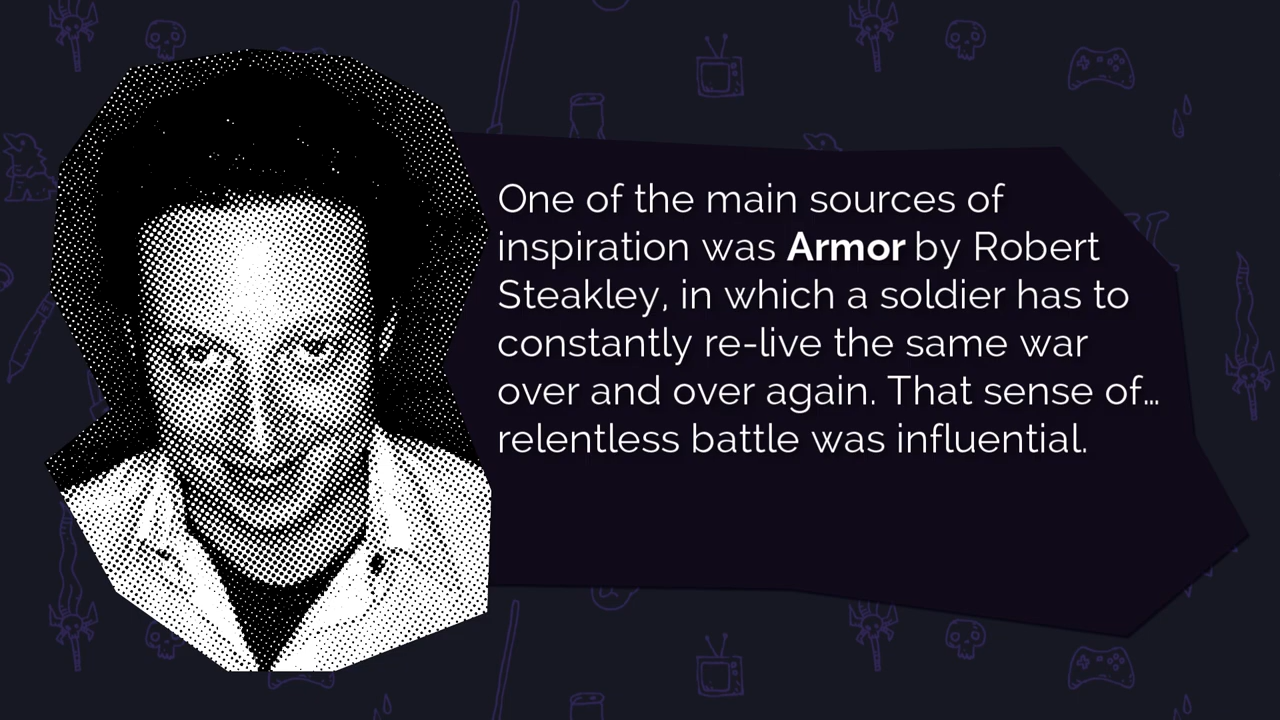 One of the main sources of
inspiration was Armor by Robert
Steakley, in which a soldier has to
constantly re-live the same war
over and over again. That sense of…
relentless battle was influential.